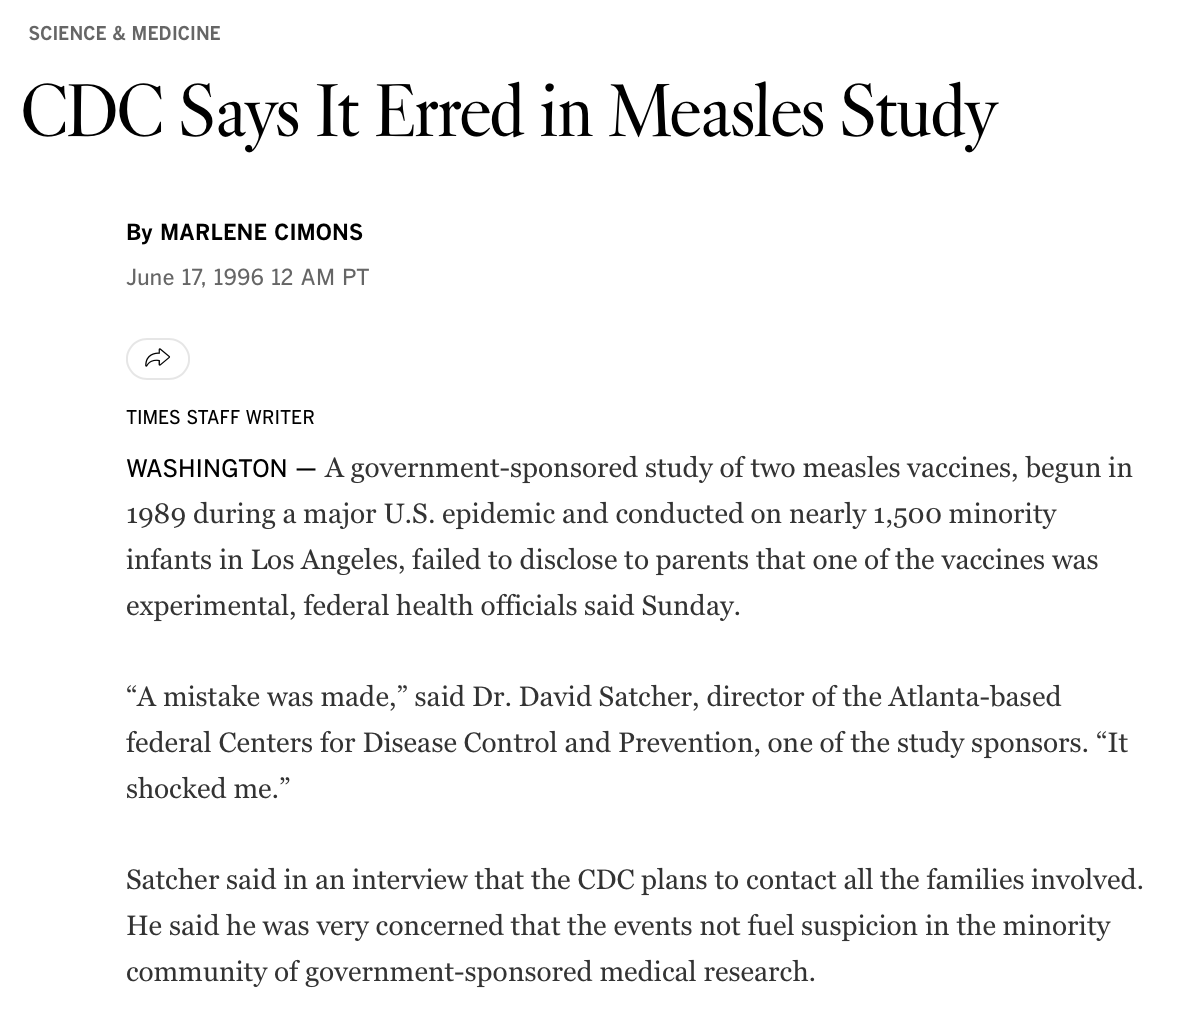 SCIENCE & MEDICINE
CDC Says It Erred in Measles Study
By MARLENE CIMONS
June 17, 1996 12 AM PT
TIMES STAFF WRITER
WASHINGTON — A government-sponsored study of two measles vaccines, begun in
1989 during a major U.S. epidemic and conducted on nearly 1,500 minority
infants in Los Angeles, failed to disclose to parents that one of the vaccines was
experimental, federal health officials said Sunday.
“A mistake was made,” said Dr. David Satcher, director of the Atlanta-based
federal Centers for Disease Control and Prevention, one of the study sponsors. “It
shocked me.”
Satcher said in an interview that the CDC plans to contact all the families involved.
He said he was very concerned that the events not fuel suspicion in the minority
community of government-sponsored medical research.